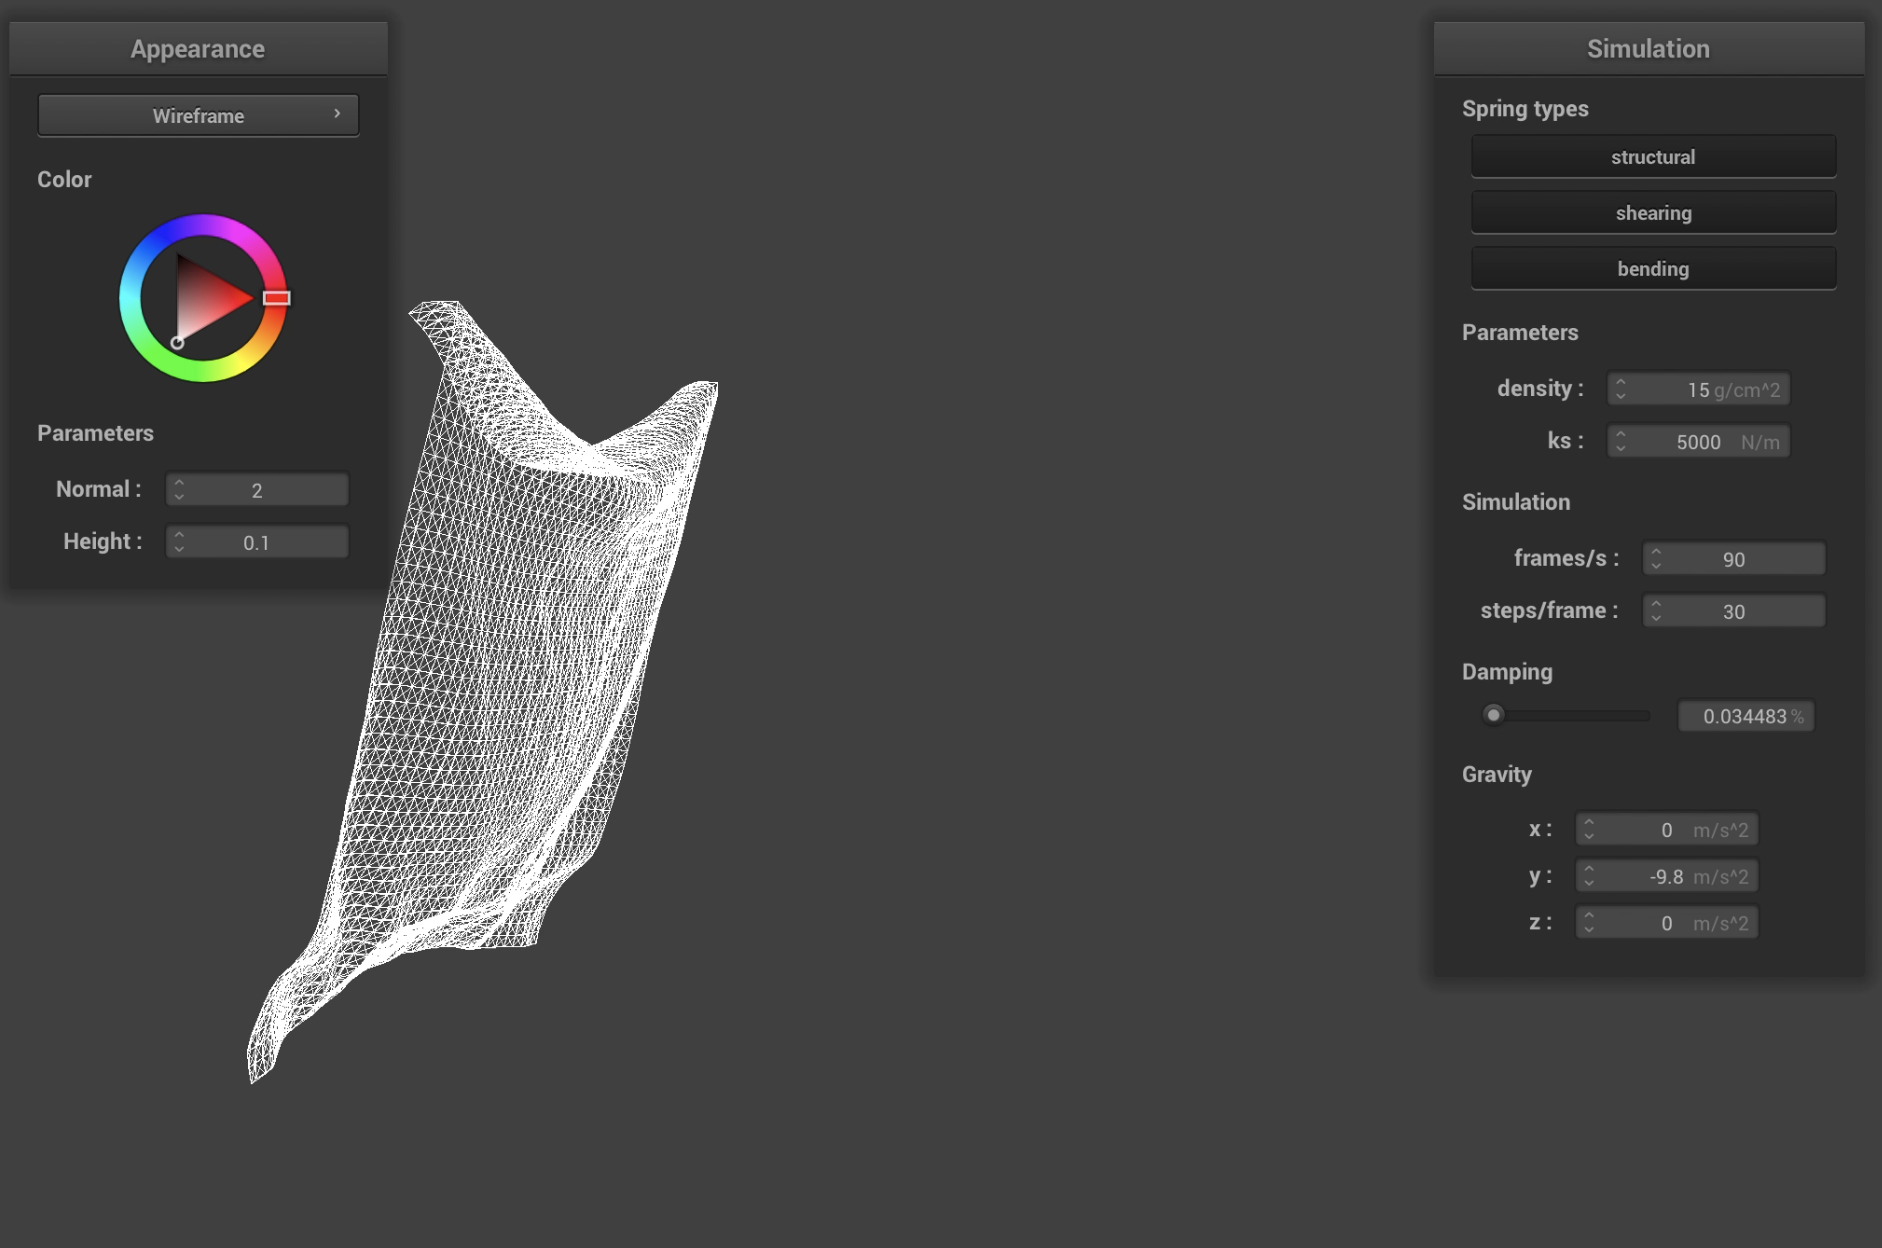 Appearance
Wireframe
Color
Parameters
Normal : 2
Height : 0.1
Simulation
Spring types
structural
shearing
bending
Parameters
density : 15 g/cm^2
ks : 5000 N/m
Simulation
frames/s : 90
steps/frame : 30
Damping
0.034483 %
Gravity
x : 0 m/s^2
y : -9.8 m/s^2
z : 0 m/s^2